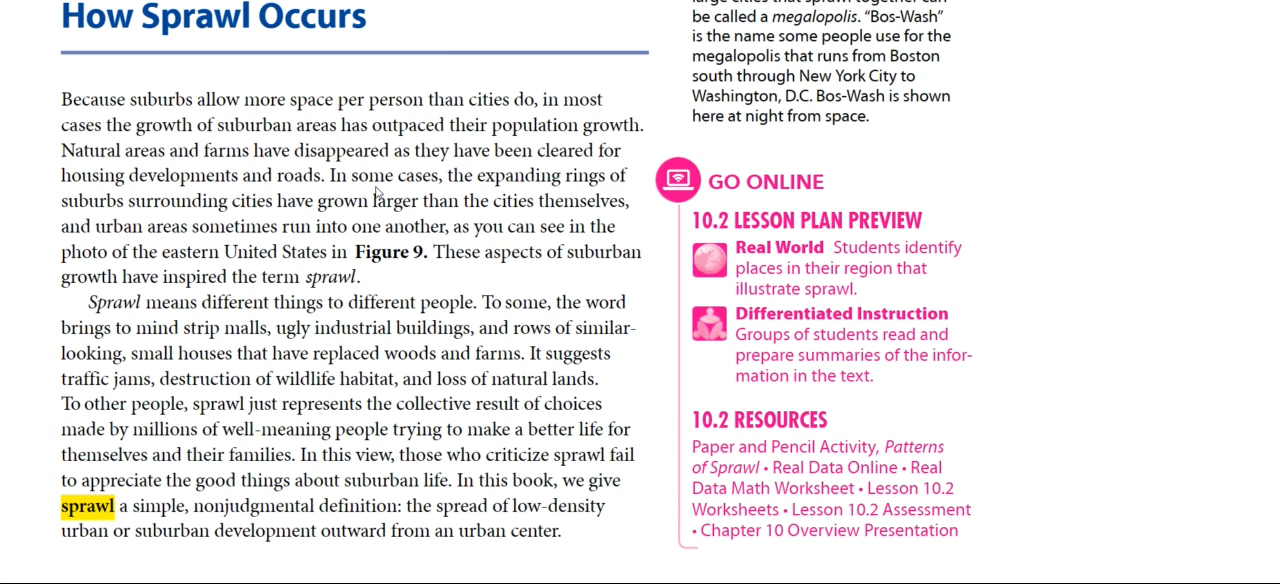 How Sprawl Occurs
Because suburbs allow more space per person than cities do, in most
cases the growth of suburban areas has outpaced their population growth.
Natural areas and farms have disappeared as they have been cleared for
housing developments and roads. In some cases, the expanding rings of
suburbs surrounding cities have grown larger than the cities themselves,
and urban areas sometimes run into one another, as you can see in the
photo of the eastern United States in Figure 9. These aspects of suburban
growth have inspired the term sprawl.
Sprawl means different things to different people. To some, the word
brings to mind strip malls, ugly industrial buildings, and rows of similar-
looking, small houses that have replaced woods and farms. It suggests
traffic jams, destruction of wildlife habitat, and loss of natural lands.
To other people, sprawl just represents the collective result of choices
made by millions of well-meaning people trying to make a better life for
themselves and their families. In this view, those who criticize sprawl fail
to appreciate the good things about suburban life. In this book, we give
sprawl a simple, nonjudgmental definition: the spread of low-density
urban or suburban development outward from an urban center.
be called a megalopolis. “Bos-Wash”
is the name some people use for the
megalopolis that runs from Boston
south through New York City to
Washington, D.C. Bos-Wash is shown
here at night from space.
GO ONLINE
10.2 LESSON PLAN PREVIEW
Real World Students identify
places in their region that
illustrate sprawl.
Differentiated Instruction
Groups of students read and
prepare summaries of the infor-
mation in the text.
10.2 RESOURCES
Paper and Pencil Activity, Patterns
of Sprawl • Real Data Online • Real
Data Math Worksheet • Lesson 10.2
Worksheets • Lesson 10.2 Assessment
• Chapter 10 Overview Presentation